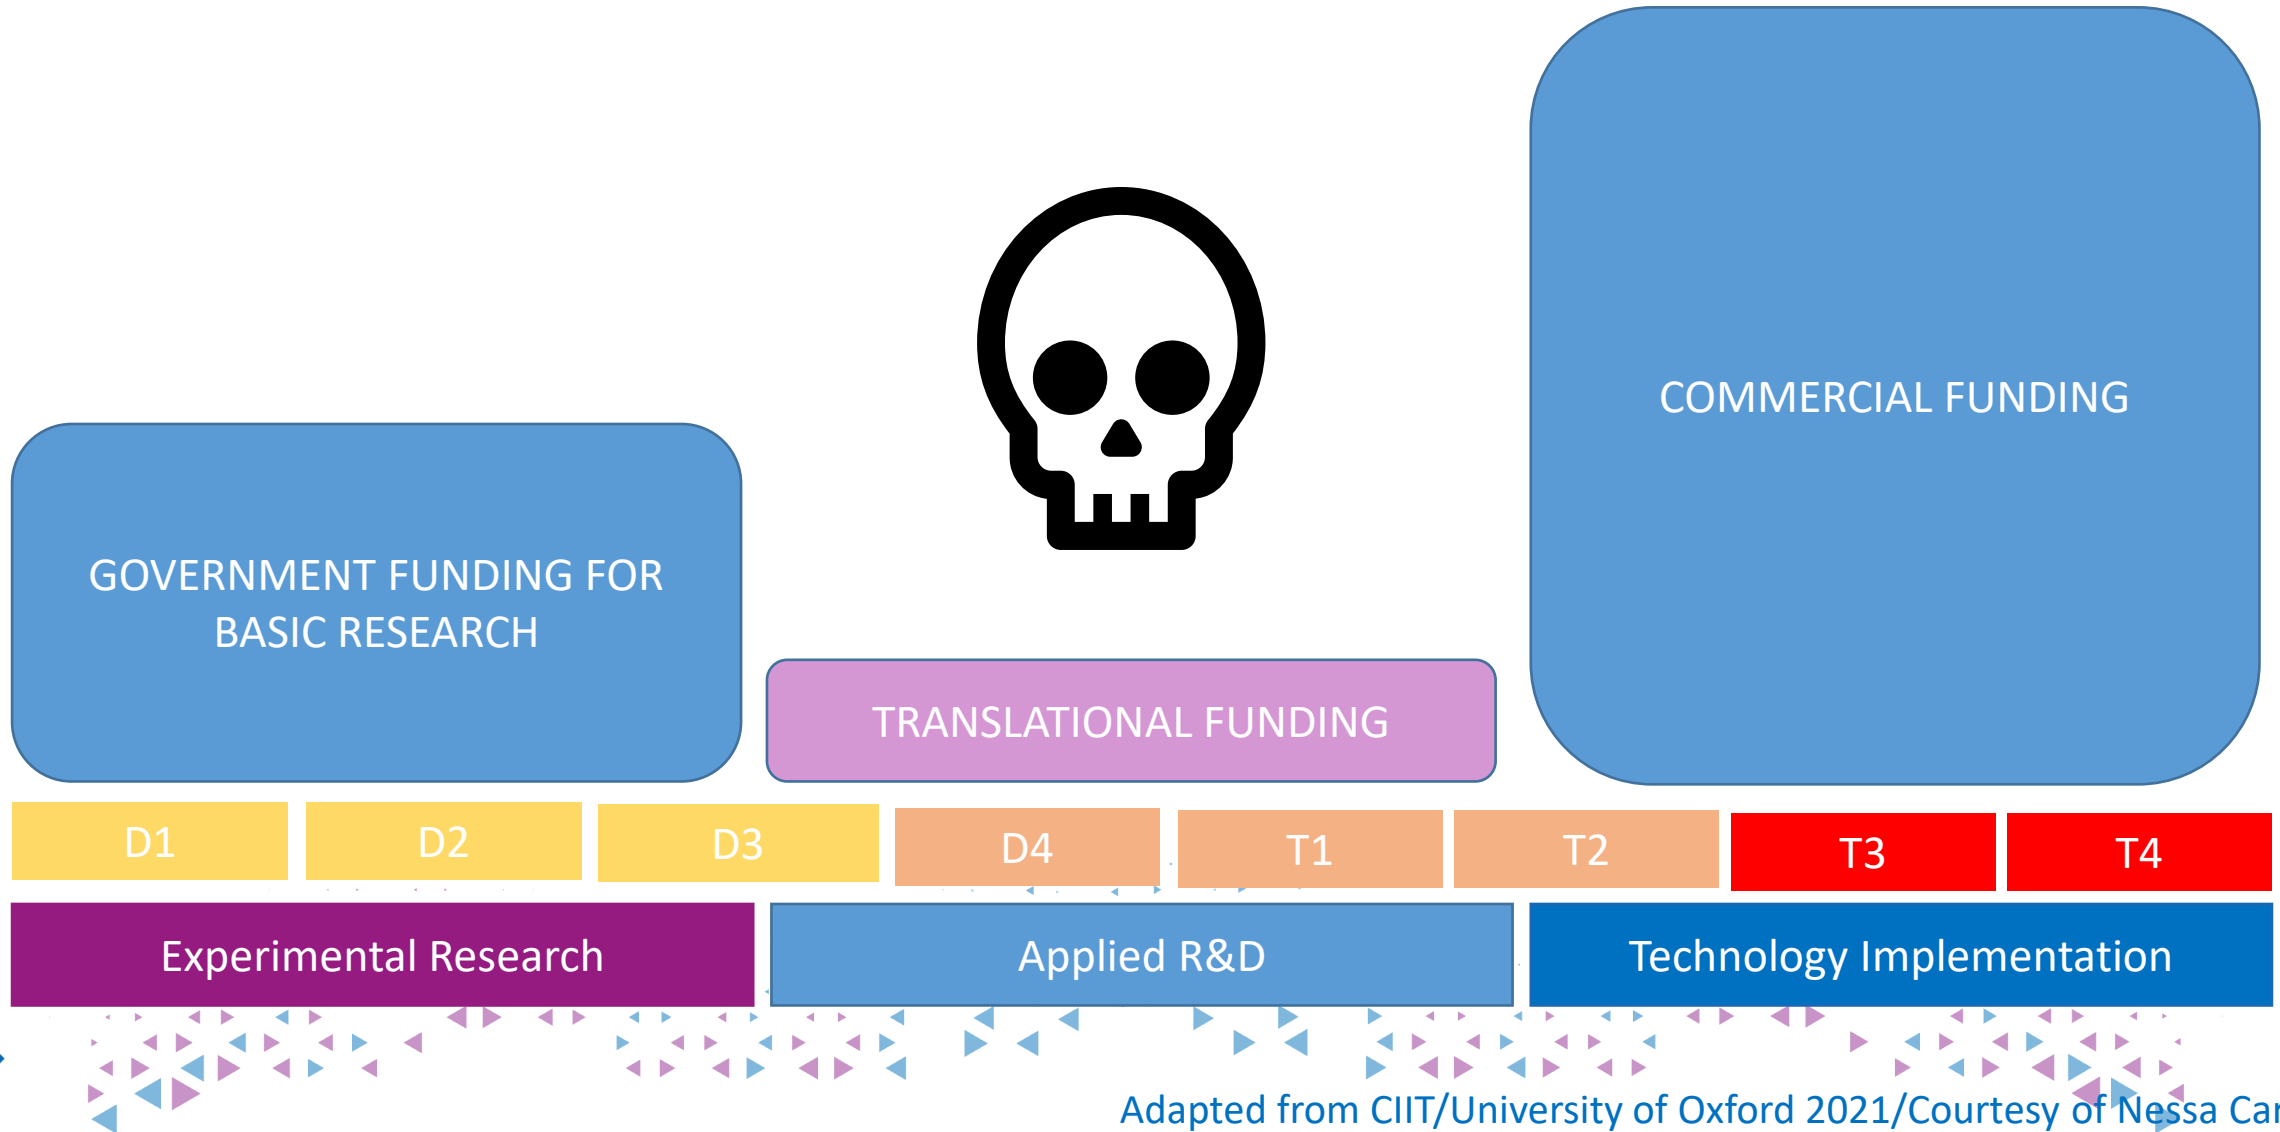 COMMERCIAL FUNDING
GOVERNMENT FUNDING FOR
BASIC RESEARCH
TRANSLATIONAL FUNDING
D1 D2 D3 D4 T1 T2 T3 T4
Experimental Research Applied R&D Technology Implementation
Adapted from CIIT/University of Oxford 2021/Courtesy of Nessa